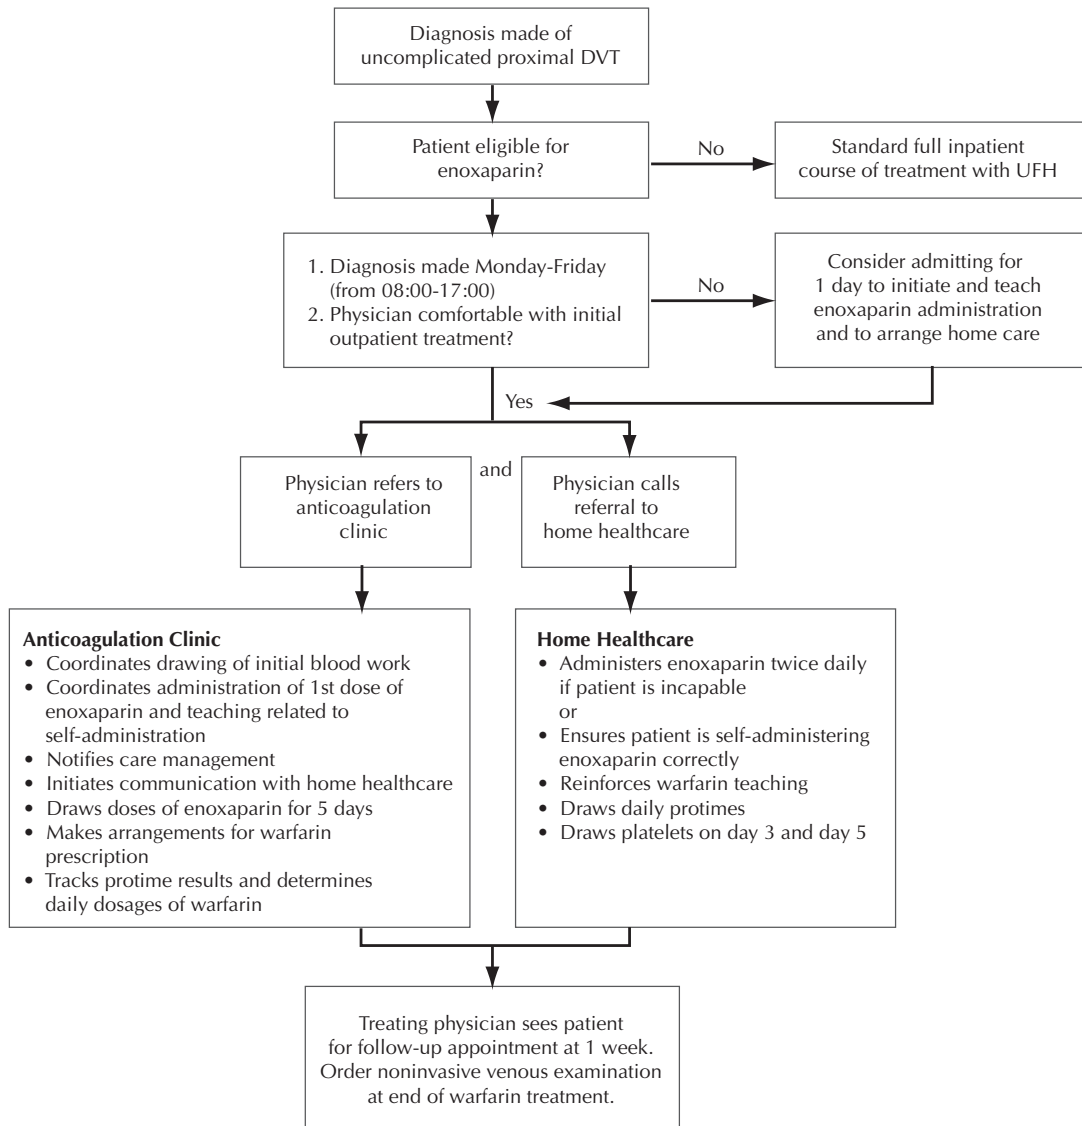 Diagnosis made of
uncomplicated proximal DVT
Patient eligible for
enoxaparin?
No
Standard full inpatient
course of treatment with UFH
1. Diagnosis made Monday-Friday
(from 08:00-17:00)
2. Physician comfortable with initial
outpatient treatment?
No
Consider admitting for
1 day to initiate and teach
enoxaparin administration
and to arrange home care
Yes
Physician refers to
anticoagulation
clinic
and
Physician calls
referral to
home healthcare
Anticoagulation Clinic
• Coordinates drawing of initial blood work
• Coordinates administration of 1st dose of
enoxaparin and teaching related to
self-administration
• Notifies care management
• Initiates communication with home healthcare
• Draws doses of enoxaparin for 5 days
• Makes arrangements for warfarin
prescription
• Tracks protime results and determines
daily dosages of warfarin
Home Healthcare
• Administers enoxaparin twice daily
if patient is incapable
or
• Ensures patient is self-administering
enoxaparin correctly
• Reinforces warfarin teaching
• Draws daily protimes
• Draws platelets on day 3 and day 5
Treating physician sees patient
for follow-up appointment at 1 week.
Order noninvasive venous examination
at end of warfarin treatment.